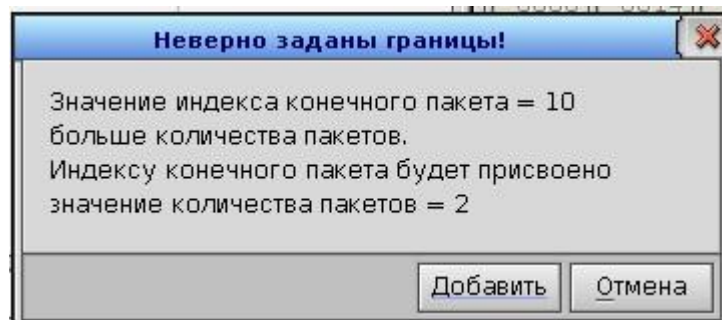 Неверно заданы границы!
Значение индекса конечного пакета = 10
больше количества пакетов.
Индексу конечного пакета будет присвоено
значение количества пакетов = 2
Добавить Отмена